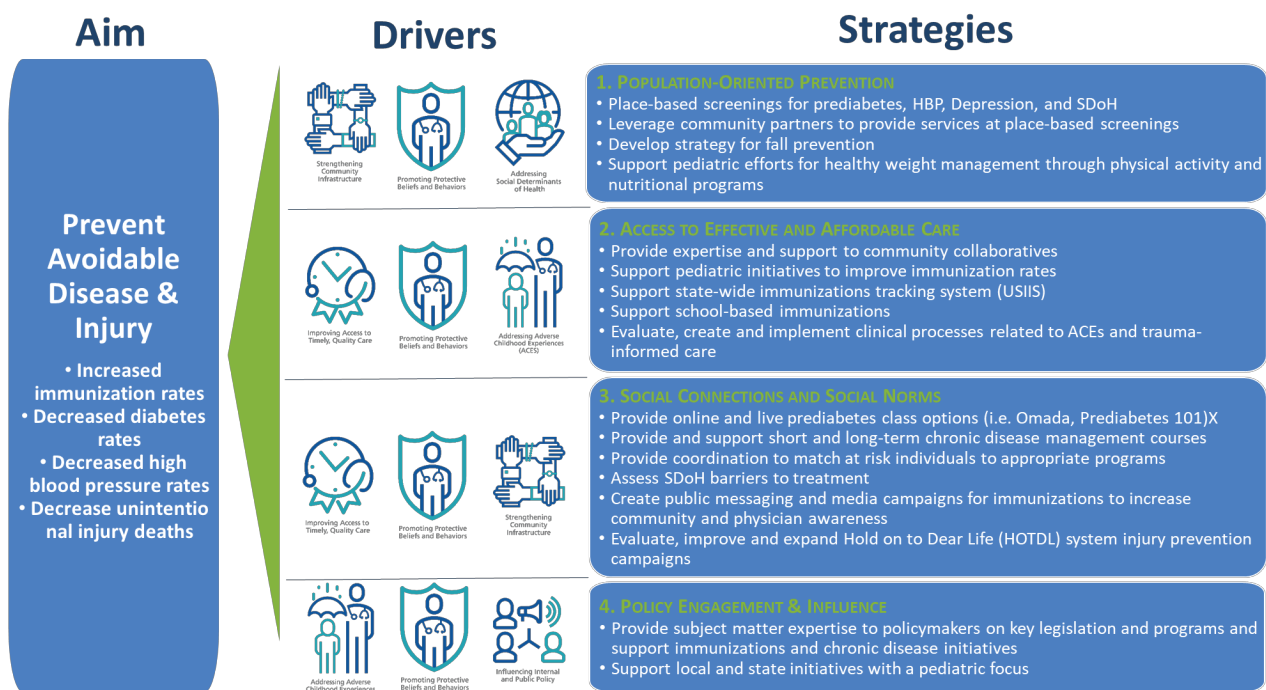 Aim
Drivers
Strategies
Prevent
Avoidable
Disease &
Injury
• Increased
immunization rates
• Decreased diabetes
rates
• Decreased high
blood pressure rates
• Decrease unintentio
nal injury deaths
Strengthening
Community
Infrastructure
Promoting Protective
Beliefs and Behaviors
Addressing
Social Determinants
of Health
1. POPULATION-ORIENTED PREVENTION
• Place-based screenings for prediabetes, HBP, Depression, and SDoH
• Leverage community partners to provide services at place-based screenings
• Develop strategy for fall prevention
• Support pediatric efforts for healthy weight management through physical activity and
nutritional programs
Improving Access to
Timely, Quality Care
Promoting Protective
Beliefs and Behaviors
Addressing Adverse
Childhood Experiences
(ACES)
2. ACCESS TO EFFECTIVE AND AFFORDABLE CARE
• Provide expertise and support to community collaboratives
• Support pediatric initiatives to improve immunization rates
• Support state-wide immunizations tracking system (USIIS)
• Support school-based immunizations
• Evaluate, create and implement clinical processes related to ACEs and trauma-
informed care
Improving Access to
Timely, Quality Care
Promoting Protective
Beliefs and Behaviors
Strengthening
Community
Infrastructure
3. SOCIAL CONNECTIONS AND SOCIAL NORMS
• Provide online and live prediabetes class options (i.e. Omada, Prediabetes 101)X
• Provide and support short and long-term chronic disease management courses
• Provide coordination to match at risk individuals to appropriate programs
• Assess SDoH barriers to treatment
• Create public messaging and media campaigns for immunizations to increase
community and physician awareness
• Evaluate, improve and expand Hold on to Dear Life (HOTDL) system injury prevention
campaigns
Addressing Adverse
Childhood Experiences
Promoting Protective
Beliefs and Behaviors
Influencing Internal
and Public Policy
4. POLICY ENGAGEMENT & INFLUENCE
• Provide subject matter expertise to policymakers on key legislation and programs and
support immunizations and chronic disease initiatives
• Support local and state initiatives with a pediatric focus